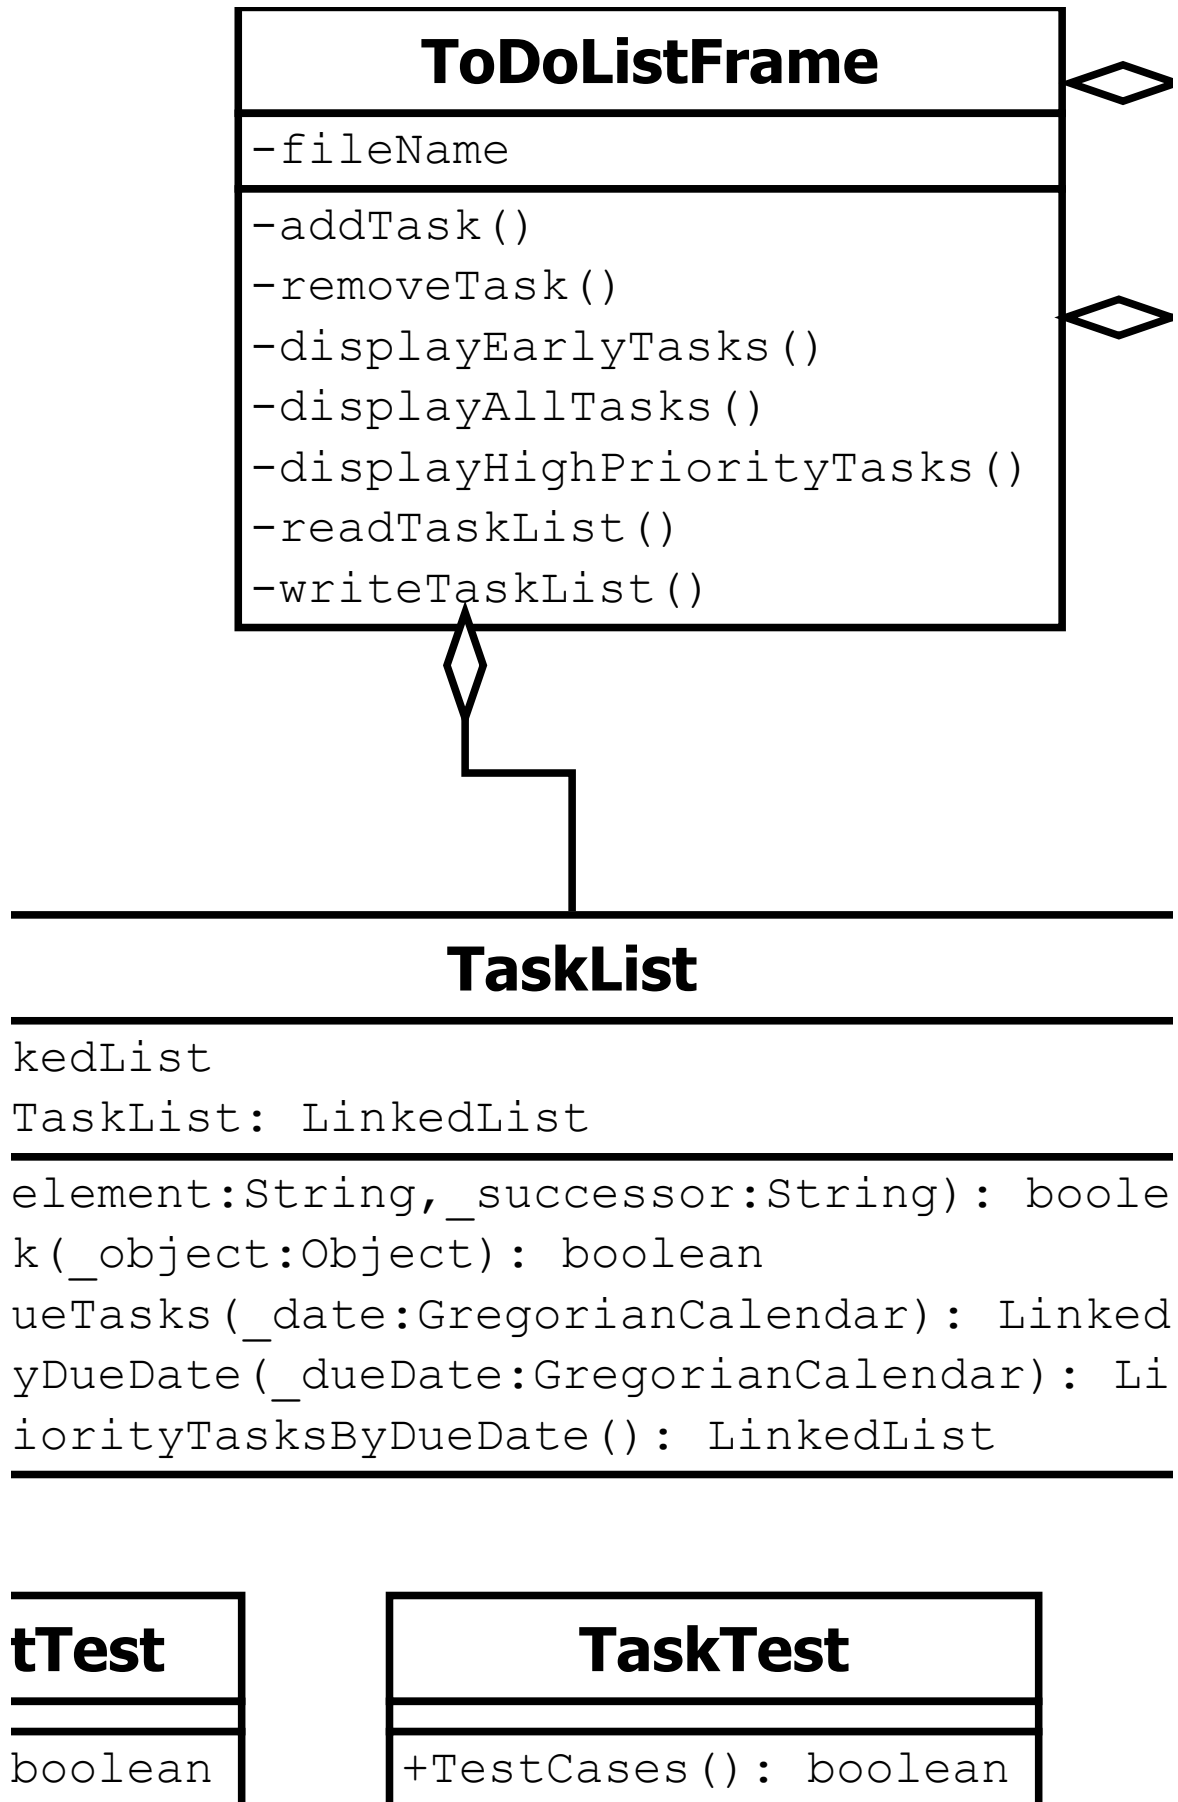 ToDoListFrame
-fileName
-addTask()
-removeTask()
-displayEarlyTasks()
-displayAllTasks()
-displayHighPriorityTasks()
-readTaskList()
-writeTaskList()
TaskList
kedList
TaskList: LinkedList
element:String,_successor:String): boole
k(_object:Object): boolean
ueTasks(_date:GregorianCalendar): Linked
yDueDate(_dueDate:GregorianCalendar): Li
iorityTasksByDueDate(): LinkedList
tTest
boolean
TaskTest
+TestCases(): boolean